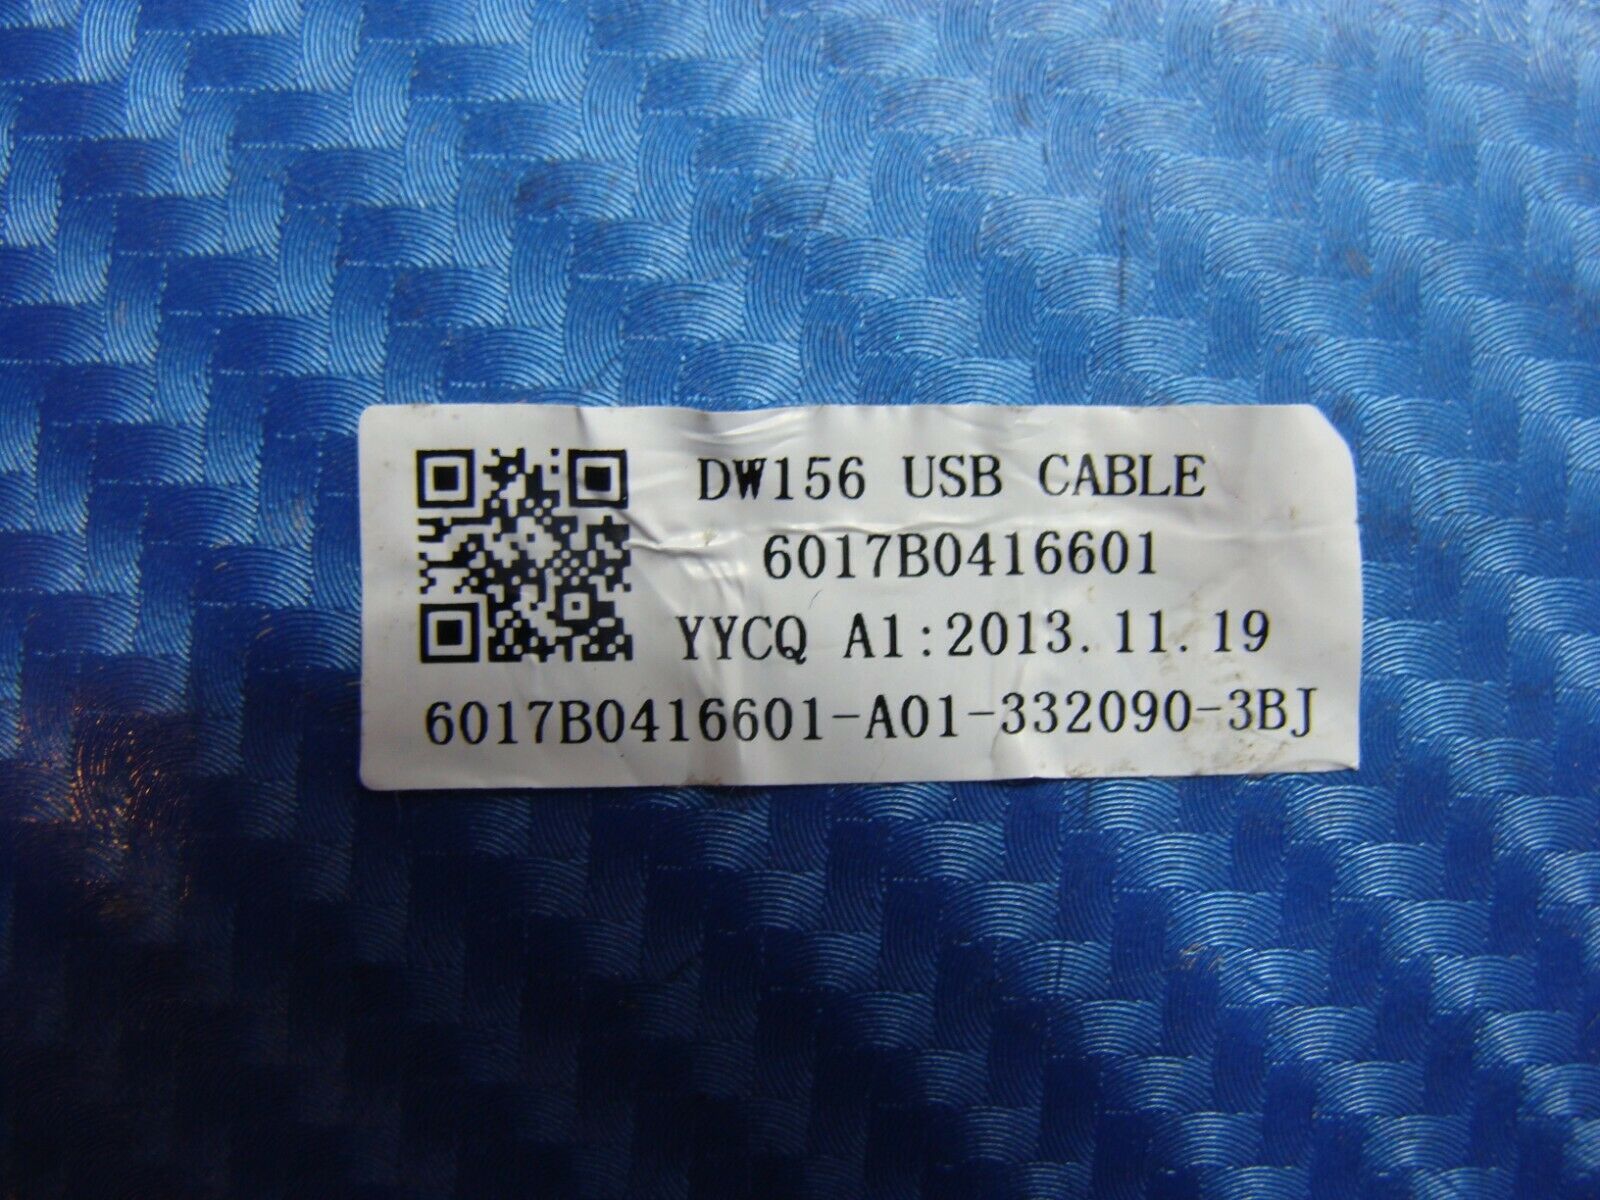 DW156 USB CABLE
6017B0416601
YYCQ A1:2013.11.19
6017B0416601-A01-332090-3BJ